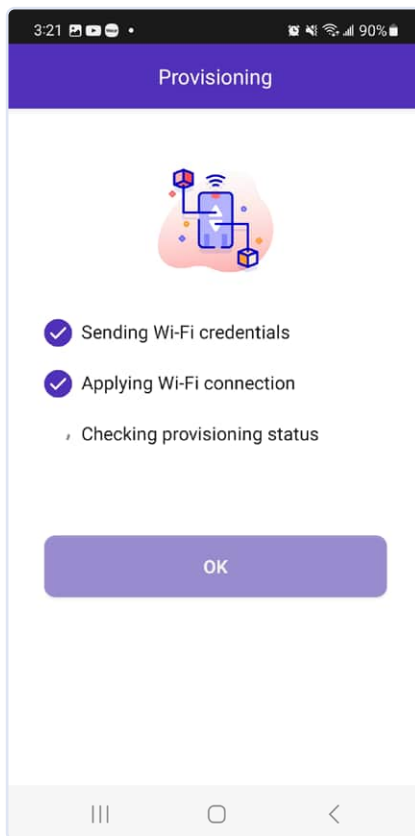 3:21 90%
Provisioning
Sending Wi-Fi credentials
Applying Wi-Fi connection
Checking provisioning status
OK